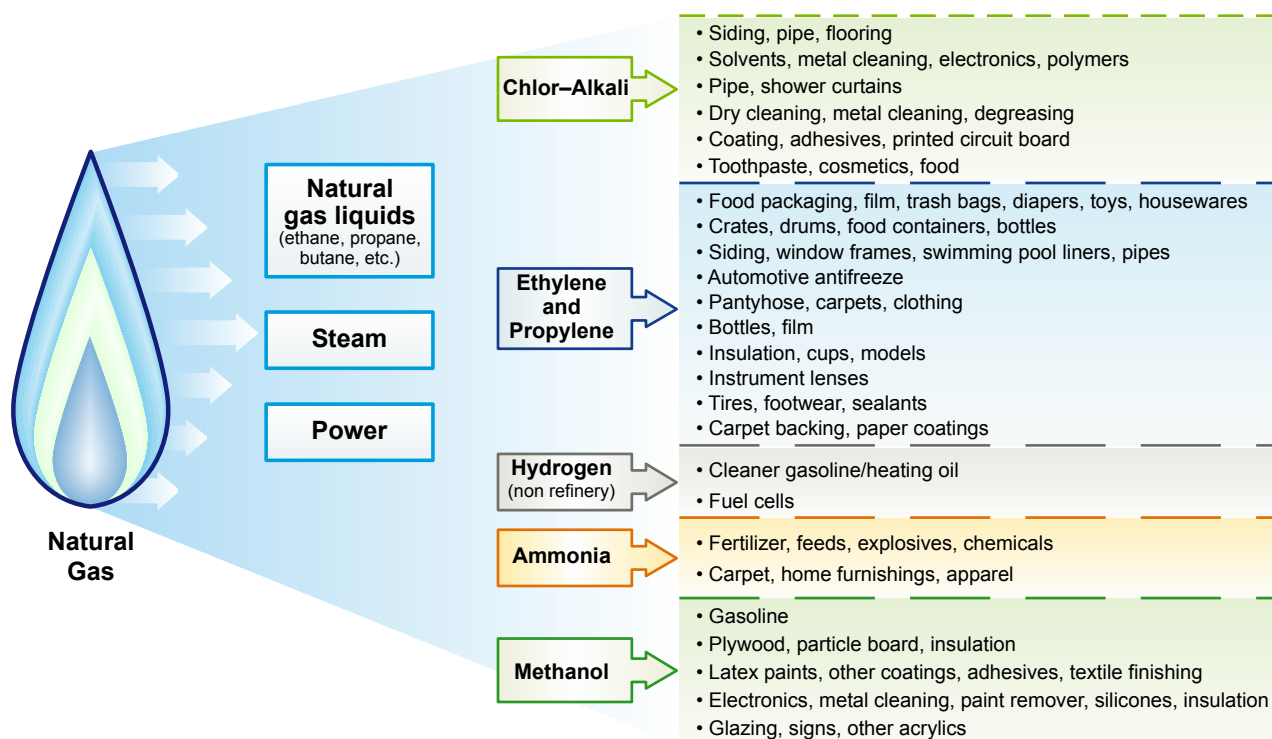 Natural
Gas
Natural
gas liquids
(ethane, propane,
butane, etc.)
Steam
Power
Chlor–Alkali
• Siding, pipe, flooring
• Solvents, metal cleaning, electronics, polymers
• Pipe, shower curtains
• Dry cleaning, metal cleaning, degreasing
• Coating, adhesives, printed circuit board
• Toothpaste, cosmetics, food
Ethylene
and
Propylene
• Food packaging, film, trash bags, diapers, toys, housewares
• Crates, drums, food containers, bottles
• Siding, window frames, swimming pool liners, pipes
• Automotive antifreeze
• Pantyhose, carpets, clothing
• Bottles, film
• Insulation, cups, models
• Instrument lenses
• Tires, footwear, sealants
• Carpet backing, paper coatings
Hydrogen
(non refinery)
• Cleaner gasoline/heating oil
• Fuel cells
Ammonia
• Fertilizer, feeds, explosives, chemicals
• Carpet, home furnishings, apparel
Methanol
• Gasoline
• Plywood, particle board, insulation
• Latex paints, other coatings, adhesives, textile finishing
• Electronics, metal cleaning, paint remover, silicones, insulation
• Glazing, signs, other acrylics